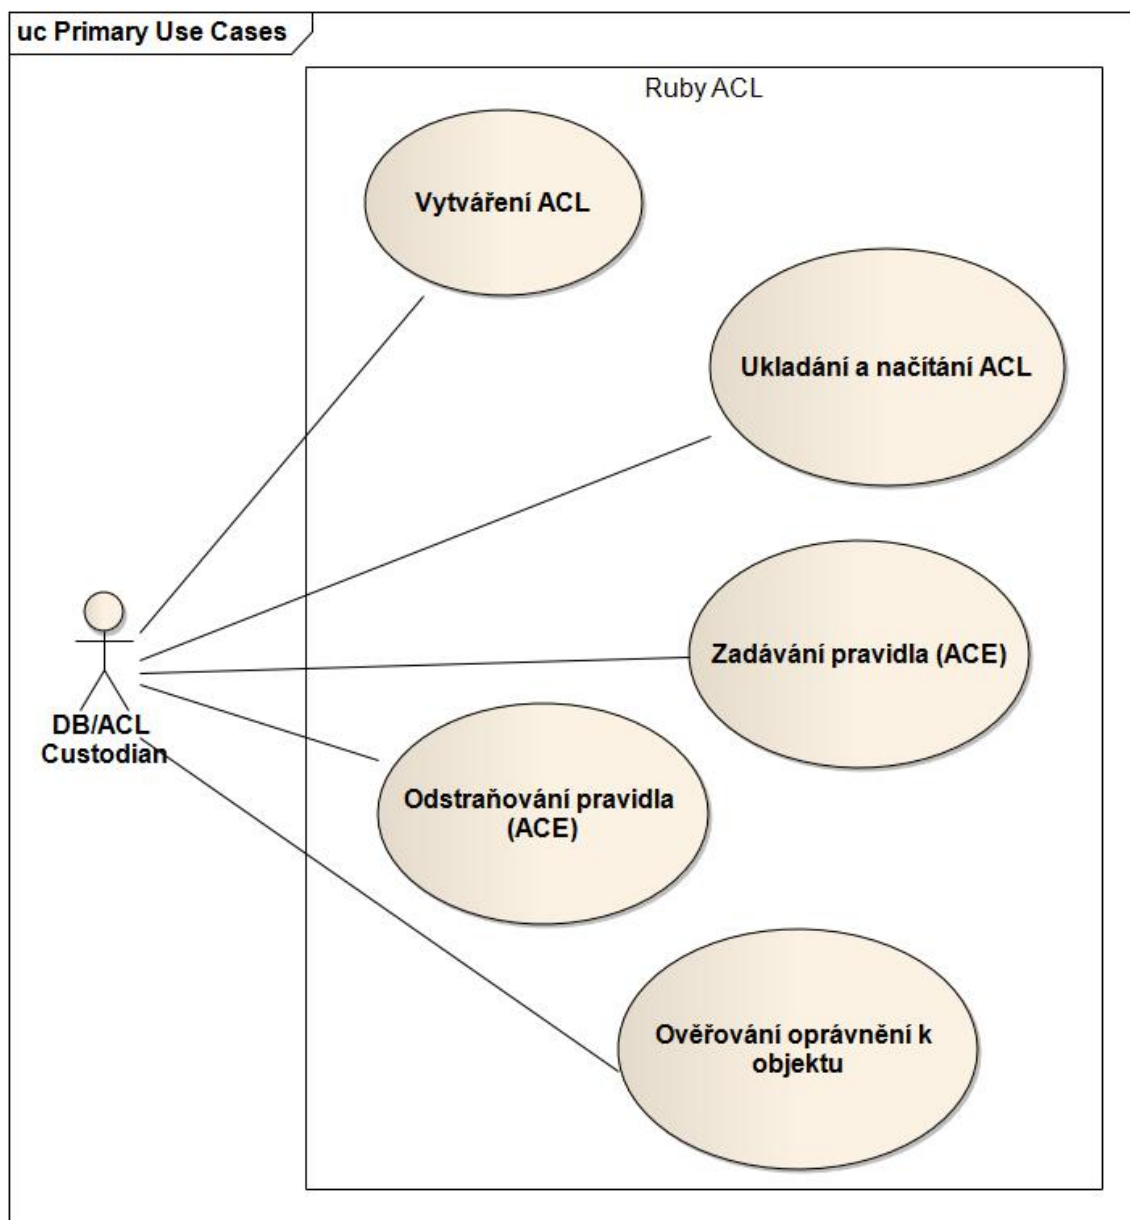 uc Primary Use Cases
Ruby ACL
Vytváření ACL
Ukladání a načítání ACL
Zadávání pravidla (ACE)
DB/ACL
Custodian
Odstraňování pravidla
(ACE)
Ověřování oprávnění k
objektu